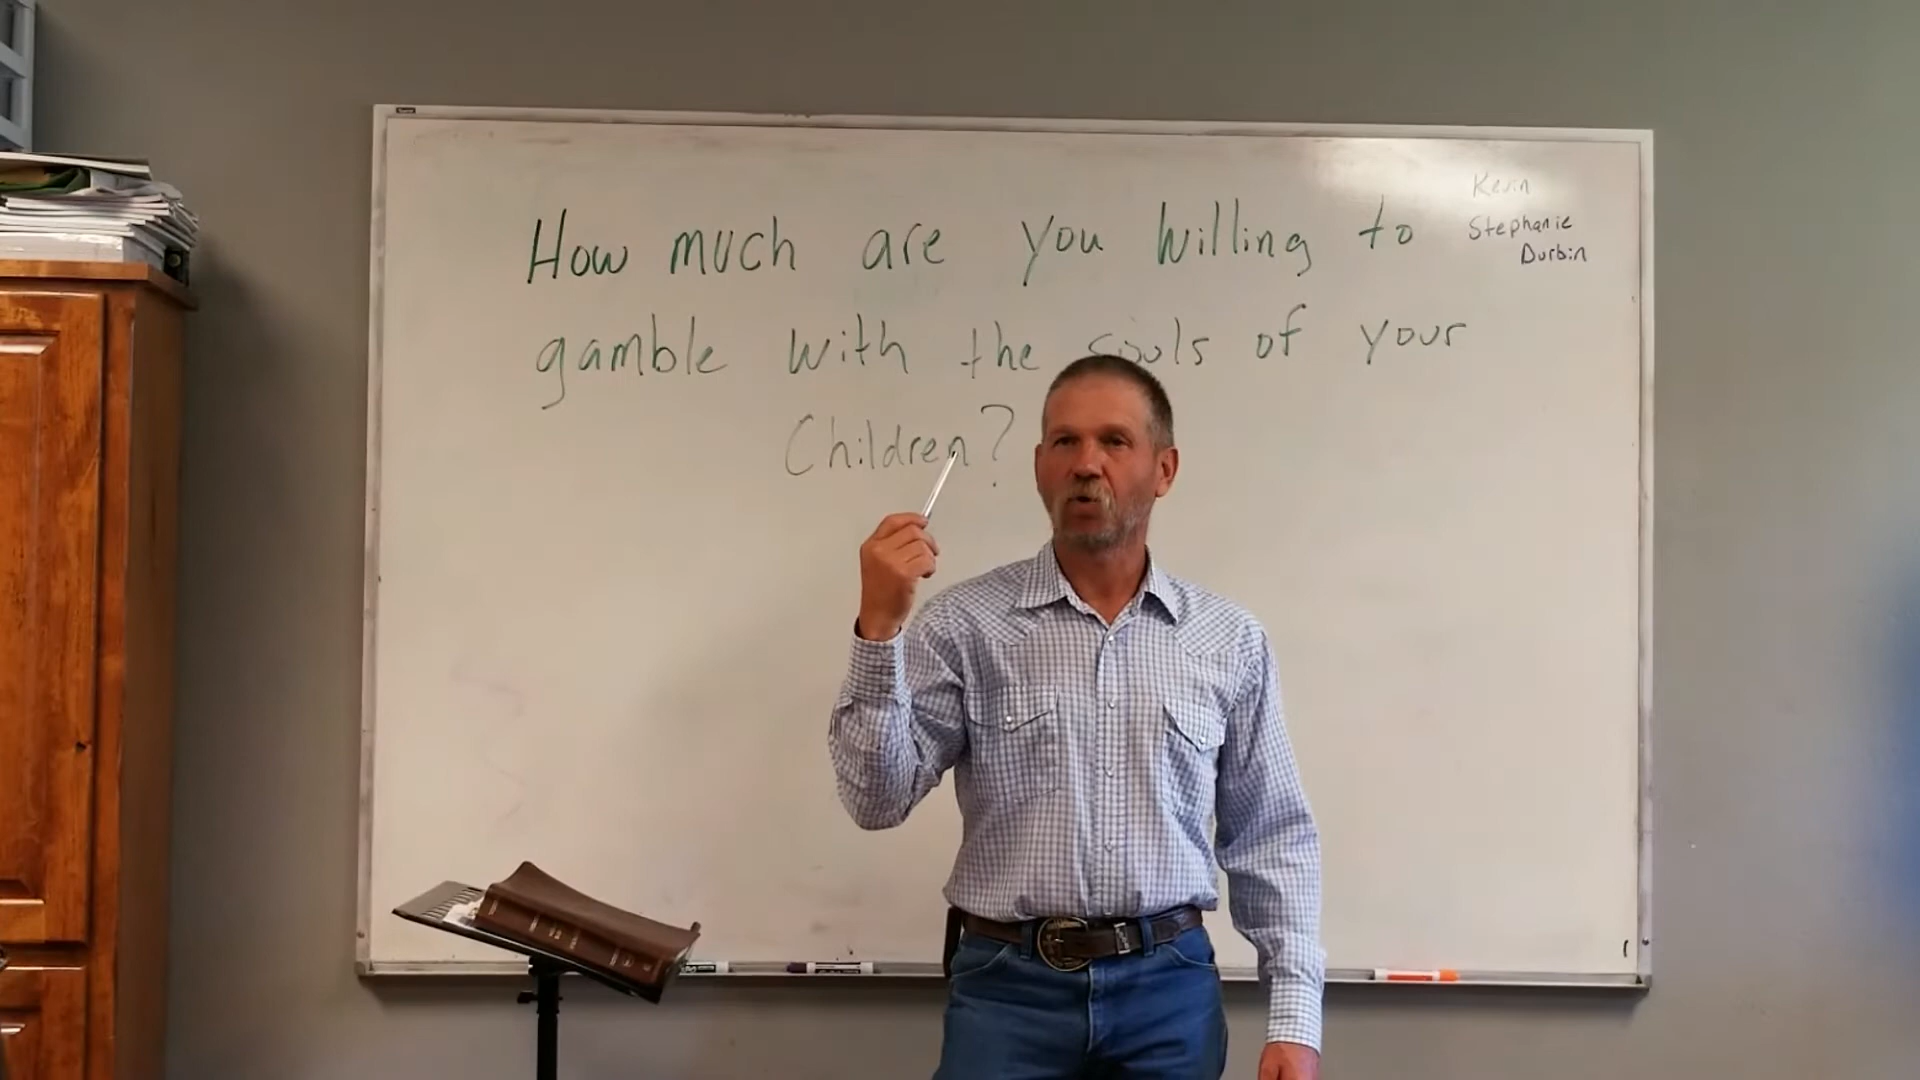 How much are you willing to
gamble with the souls of your
Children?
Kevin
Stephanie
Durbin